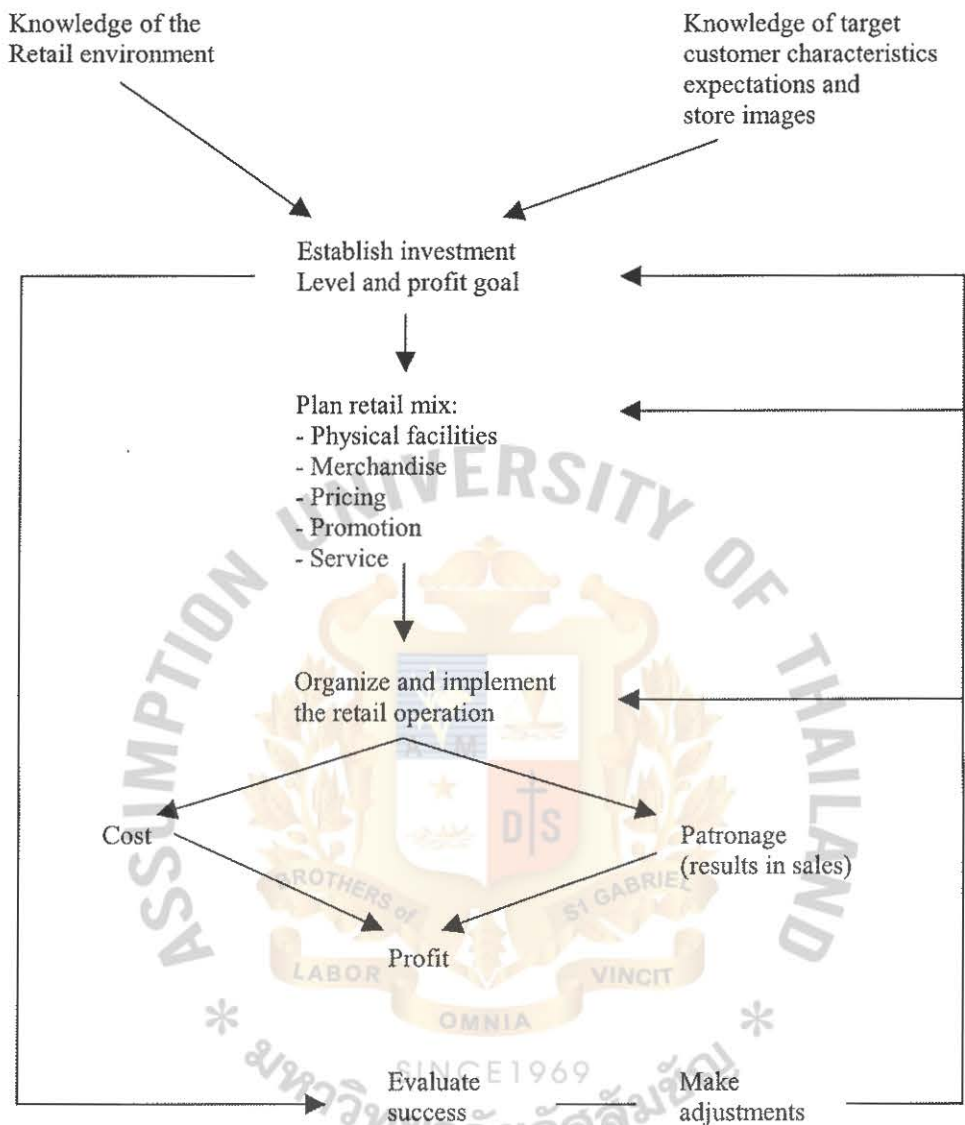 Knowledge of the
Retail environment
Knowledge of target
customer characteristics
expectations and
store images
Establish investment
Level and profit goal
Plan retail mix:
- Physical facilities
- Merchandise
- Pricing
- Promotion
- Service
Organize and implement
the retail operation
Cost
Patronage
(results in sales)
Profit
Evaluate
success
Make
adjustments
ASSUMPTION UNIVERSITY OF THAILAND
A M
D S
BROTHERS of
ST GABRIEL
LABOR
VINCIT
OMNIA
SINCE 1969